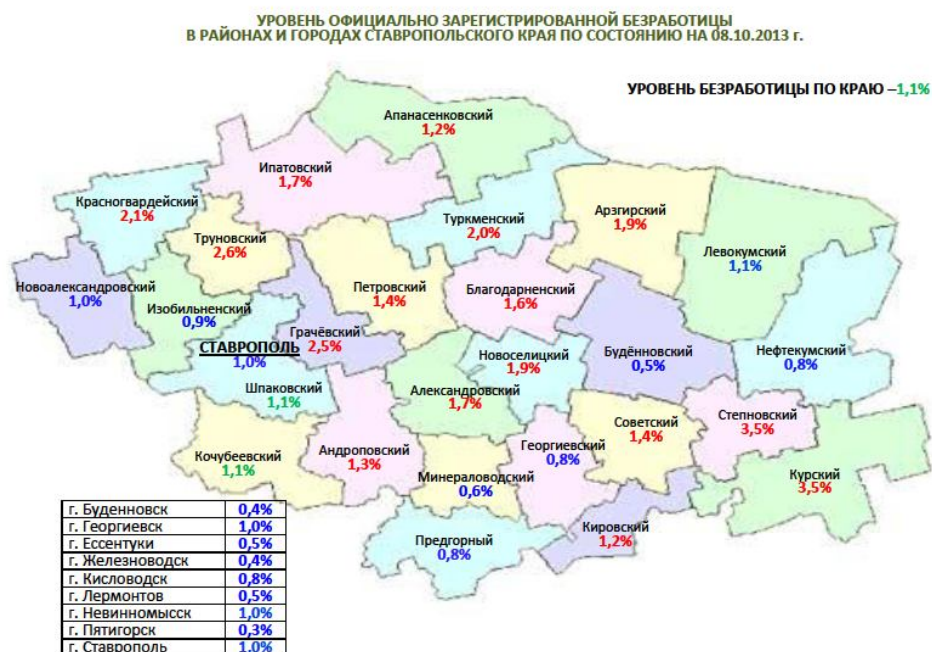 УРОВЕНЬ ОФИЦИАЛЬНО ЗАРЕГИСТРИРОВАННОЙ БЕЗРАБОТИЦЫ
В РАЙОНАХ И ГОРОДАХ СТАВРОПОЛЬСКОГО КРАЯ ПО СОСТОЯНИЮ НА 08.10.2013 г.
УРОВЕНЬ БЕЗРАБОТИЦЫ ПО КРАЮ –1,1%
Апанасенковский
1,2%
Ипатовский
1,7%
Красногвардейский
2,1%
Туркменский
2,0%
Арзгирский
1,9%
Труновский
2,6%
Левокумский
1,1%
Новоалександровский
1,0%
Изобильненский
0,9%
Петровский
1,4%
Благодарненский
1,6%
Грачёвский
2,5%
СТАВРОПОЛЬ
1,0%
Новоселицкий
1,9%
Будённовский
0,5%
Нефтекумский
0,8%
Шпаковский
1,1%
Александровский
1,7%
Советский
1,4%
Степновский
3,5%
Кочубеевский
1,1%
Андроповский
1,3%
Георгиевский
0,8%
Минераловодский
0,6%
Курский
3,5%
Предгорный
0,8%
Кировский
1,2%
г. Буденновск 0,4%
г. Георгиевск 1,0%
г. Ессентуки 0,5%
г. Железноводск 0,4%
г. Кисловодск 0,8%
г. Лермонтов 0,5%
г. Невинномысск 1,0%
г. Пятигорск 0,3%
г. Ставрополь 1,0%